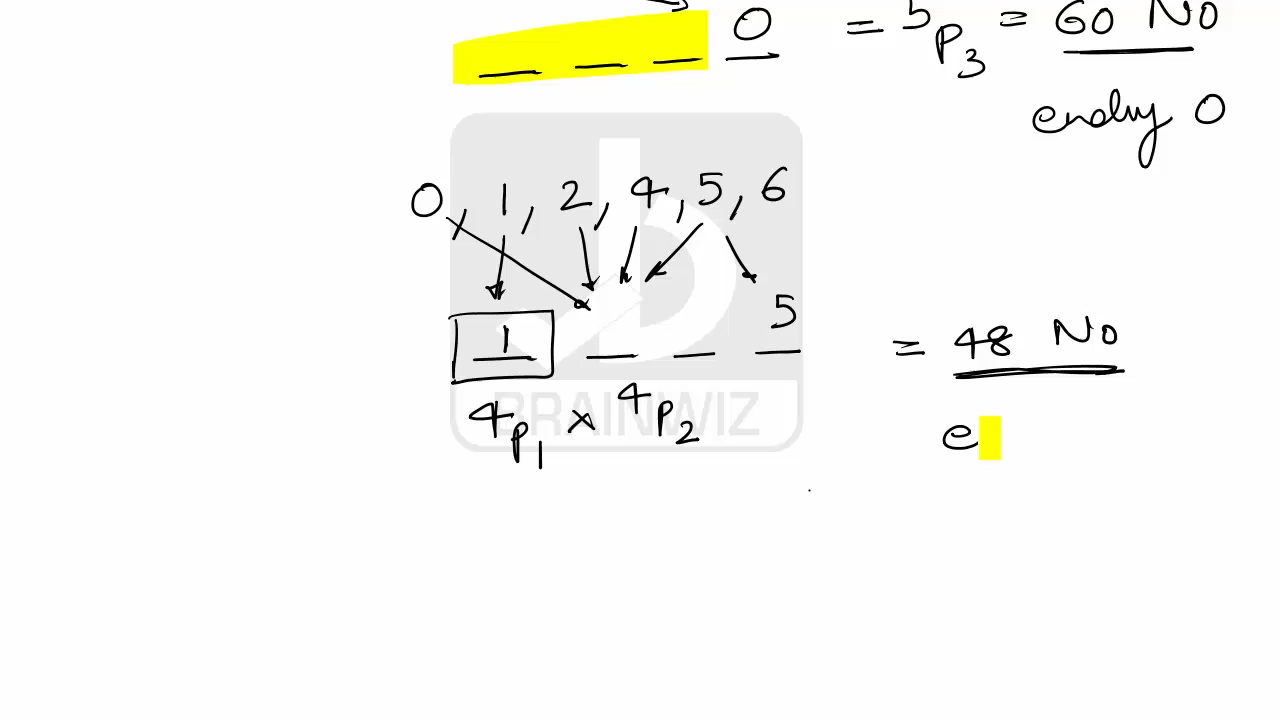 0 = 5P3 = 60 No
ending 0
0, 1, 2, 4, 5, 6
1 5 = 48 No
4P1 × 4P2
e
BRAINWIZ